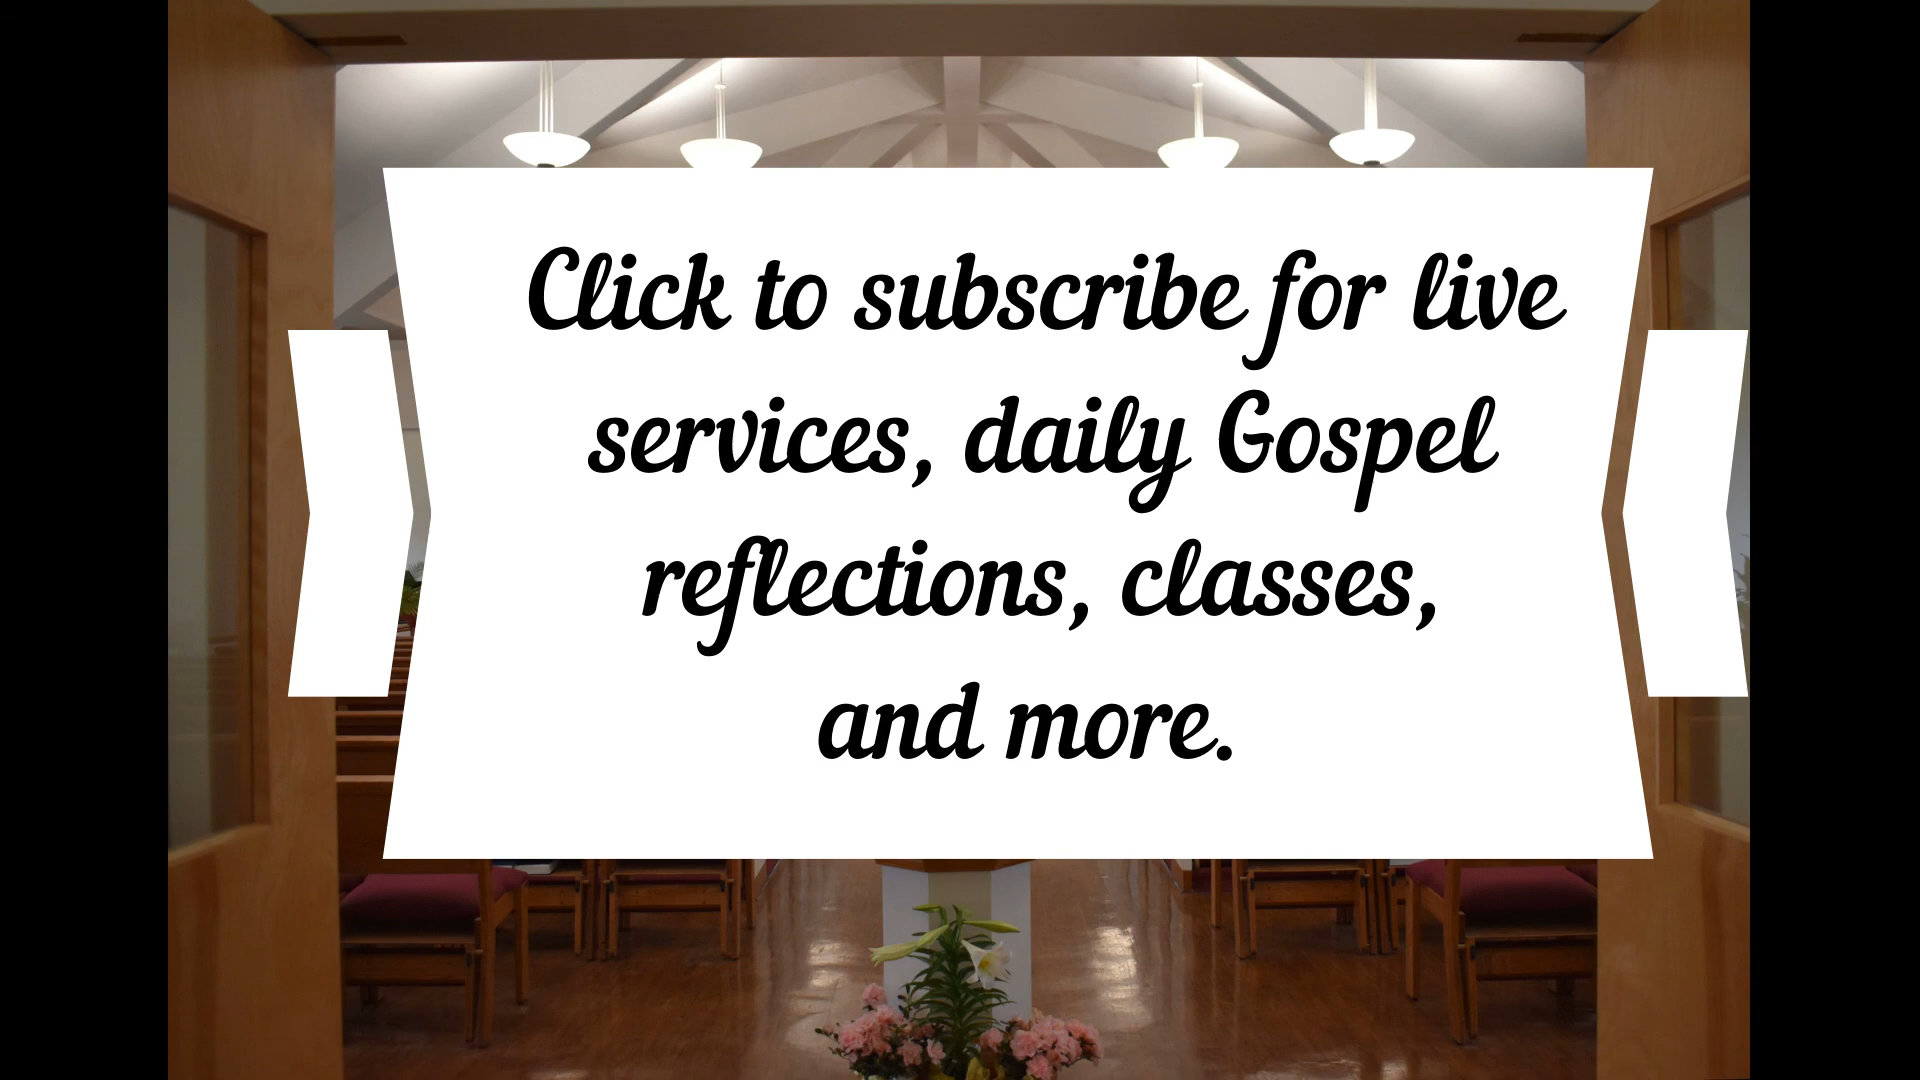 Click to subscribe for live
services, daily Gospel
reflections, classes,
and more.